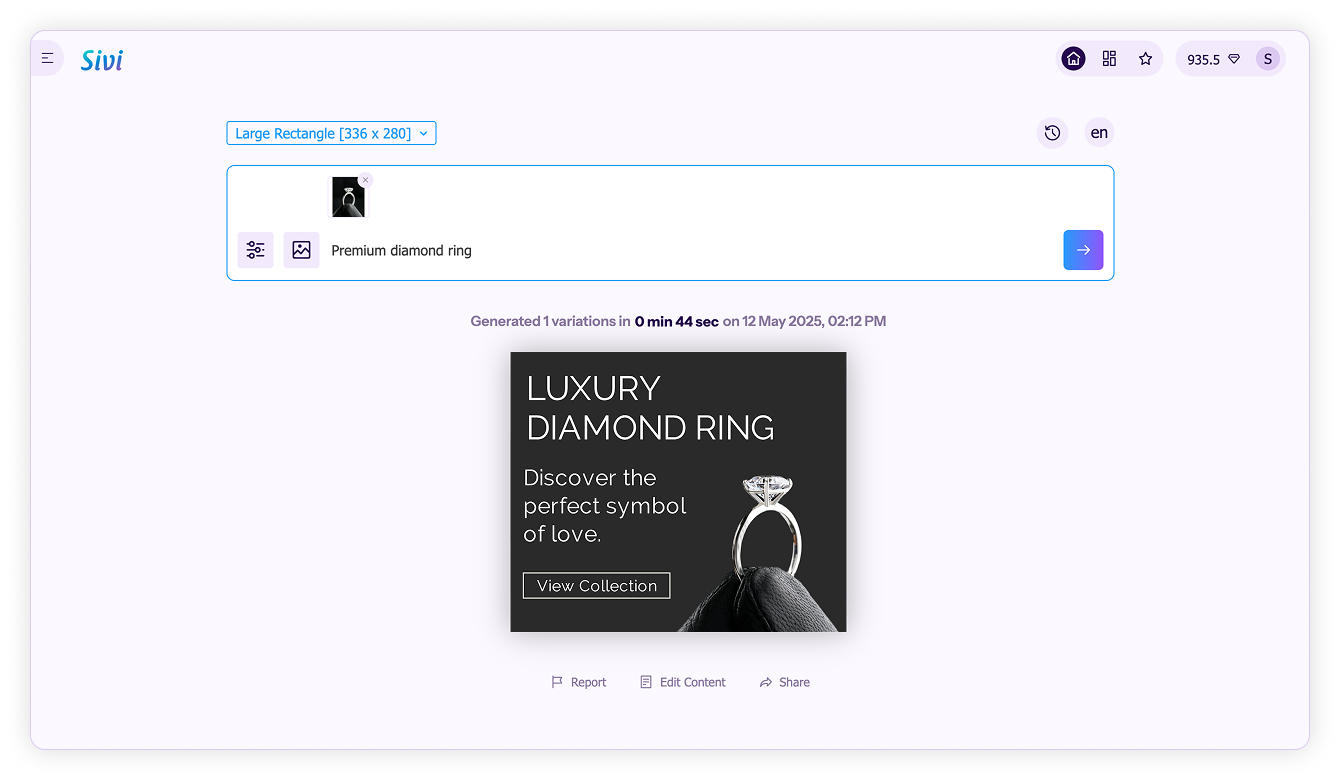 Sivi
935.5
S
Large Rectangle [336 x 280]
en
Premium diamond ring
Generated 1 variations in 0 min 44 sec on 12 May 2025, 02:12 PM
LUXURY
DIAMOND RING
Discover the
perfect symbol
of love.
View Collection
Report
Edit Content
Share